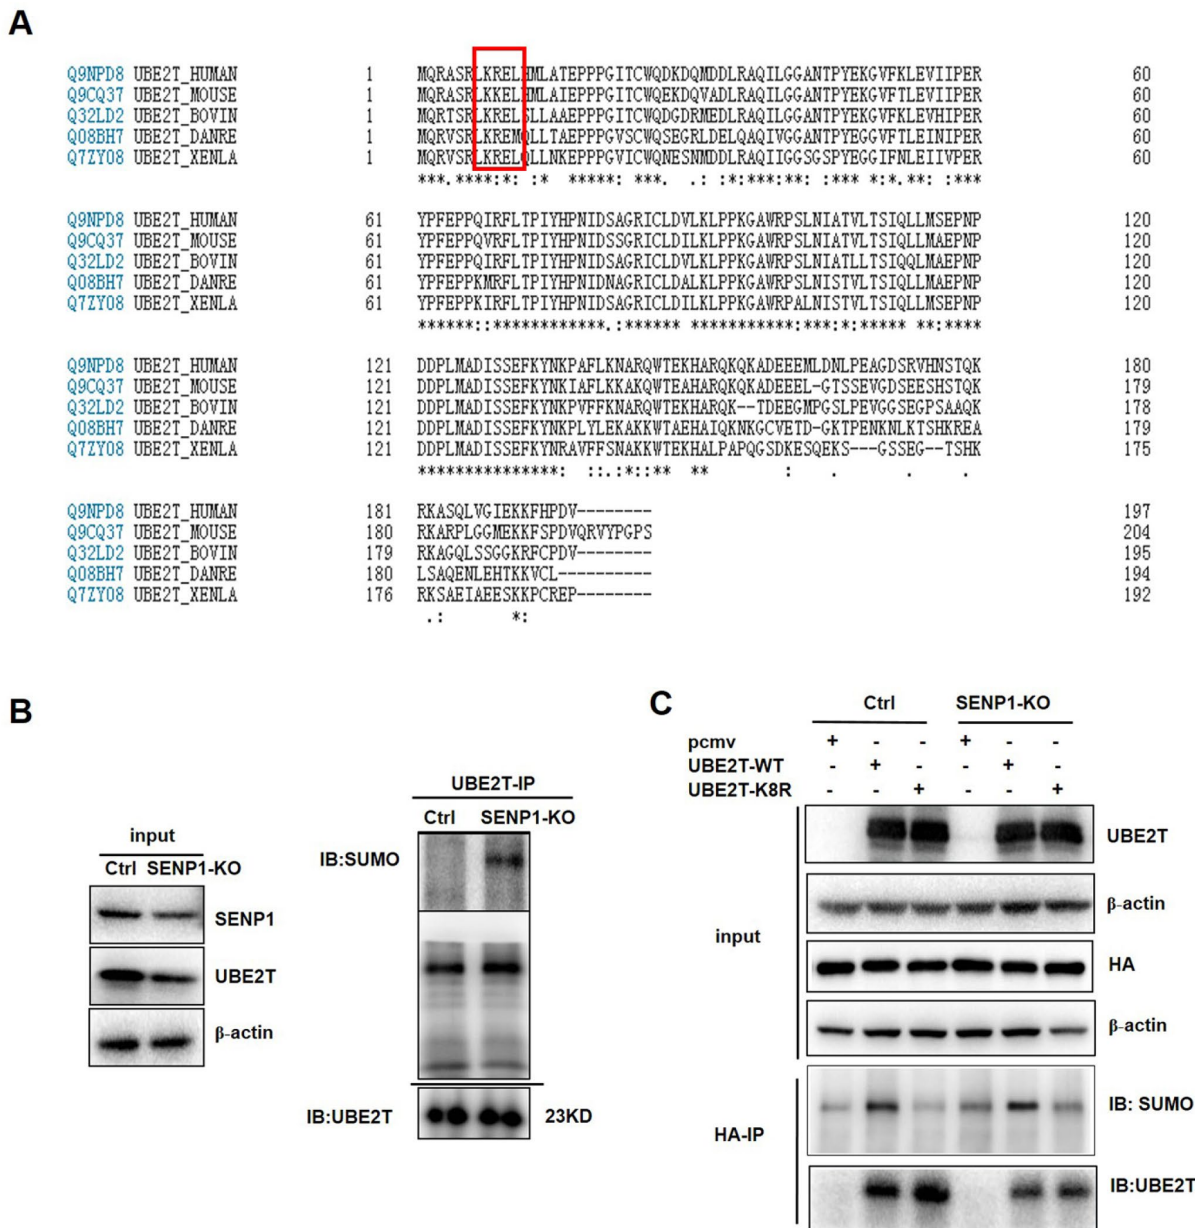 A
Q9NPD8 UBE2T_HUMAN 1 MQRASRLKRELHMLATEPPPGITCWQDKDQMDDLRAQILGGANTPYEKGVFKLEVIIPER 60
Q9CQ37 UBE2T_MOUSE 1 MQRASRLKKELHMLAIEPPPGITCWQEKDQVADLRAQILGGANTPYEKGVFTLEVIIPER 60
Q32LD2 UBE2T_BOVIN 1 MQRTSRLKRELSLLAAEPPPGITCWQDGDRMEDLRAQILGGANTPYEKGVFKLEVIIPER 60
Q08BH7 UBE2T_DANRE 1 MQRVSRLKREMQLLTAEPPPGVSCWQSEGRLDELQAQIVGGANTPYEGGVFTLEINIPER 60
Q7ZY08 UBE2T_XENLA 1 MQRVSRLKRELQLLNKEPPPGVICWQNESNMDDLRAQIIGGSGSPYEGGIFNLEIIVPER 60
***.*****:*: :* *****: ***. .: :*:***:**:.:*** *:*.**: :***
Q9NPD8 UBE2T_HUMAN 61 YPFEPPQIRFLTPIYHPNIDSAGRICLDVLKLPPKGAWRPSLNIATVLTSIQLLMSEPNP 120
Q9CQ37 UBE2T_MOUSE 61 YPFEPPQVRFLTPIYHPNIDSSGRICLDILKLPPKGAWRPSLNIATVLTSIQLLMAEPNP 120
Q32LD2 UBE2T_BOVIN 61 YPFEPPQIRFLTPIYHPNIDSAGRICLDVLKLPPKGAWRPSLNIATLLTSIQQLMAEPNP 120
Q08BH7 UBE2T_DANRE 61 YPFEPPKMRFLTPIYHPNIDNAGRICLDALKLPPKGAWRPSLNISTVLTSIQLLMAEPNP 120
Q7ZY08 UBE2T_XENLA 61 YPFEPPKIRFLTPIYHPNIDSAGRICLDILKLPPKGAWRPALNISTVLTSIQLLMSEPNP 120
******::************.:****** ***********:***:*:***** **:****
Q9NPD8 UBE2T_HUMAN 121 DDPLMADISSEFKYNKPAFLKNARQWTEKHARQKQKADEEEMLDNLPEAGDSRVHNSTQK 180
Q9CQ37 UBE2T_MOUSE 121 DDPLMADISSEFKYNKIAFLKKAKQWTEAHARQKQKADEEEL-GTSSEVGDSEESHSTQK 179
Q32LD2 UBE2T_BOVIN 121 DDPLMADISSEFKYNKPVFFKNARQWTEKHARQK--TDEEGMPGSLPEVGGSEGPSAAQK 178
Q08BH7 UBE2T_DANRE 121 DDPLMADISSEFKYNKPLYLEKAKKWTAEHAIQKNKGCVETD-GKTPENKNLKTSHKREA 179
Q7ZY08 UBE2T_XENLA 121 DDPLMADISSEFKYNRAVFFSNAKKWTEKHALPAPQGSDKESQEKS---GSSEG--TSHK 175
***************: ::.:*::** ** : . . .
Q9NPD8 UBE2T_HUMAN 181 RKASQLVGIEKKFHPDV-------- 197
Q9CQ37 UBE2T_MOUSE 180 RKARPLGGMEKKFSPDVQRVYPGPS 204
Q32LD2 UBE2T_BOVIN 179 RKAGQLSSGGKRFCPDV-------- 195
Q08BH7 UBE2T_DANRE 180 LSAQENLEHTKKVCL---------- 194
Q7ZY08 UBE2T_XENLA 176 RKSAEIAEESKKPCREP-------- 192
.: *:
B
input
Ctrl SENP1-KO
SENP1
UBE2T
β-actin
UBE2T-IP
Ctrl SENP1-KO
IB:SUMO
IB:UBE2T 23KD
C
Ctrl SENP1-KO
pcmv + - - + - -
UBE2T-WT - + - - + -
UBE2T-K8R - - + - - +
input
UBE2T
β-actin
HA
β-actin
HA-IP
IB: SUMO
IB:UBE2T